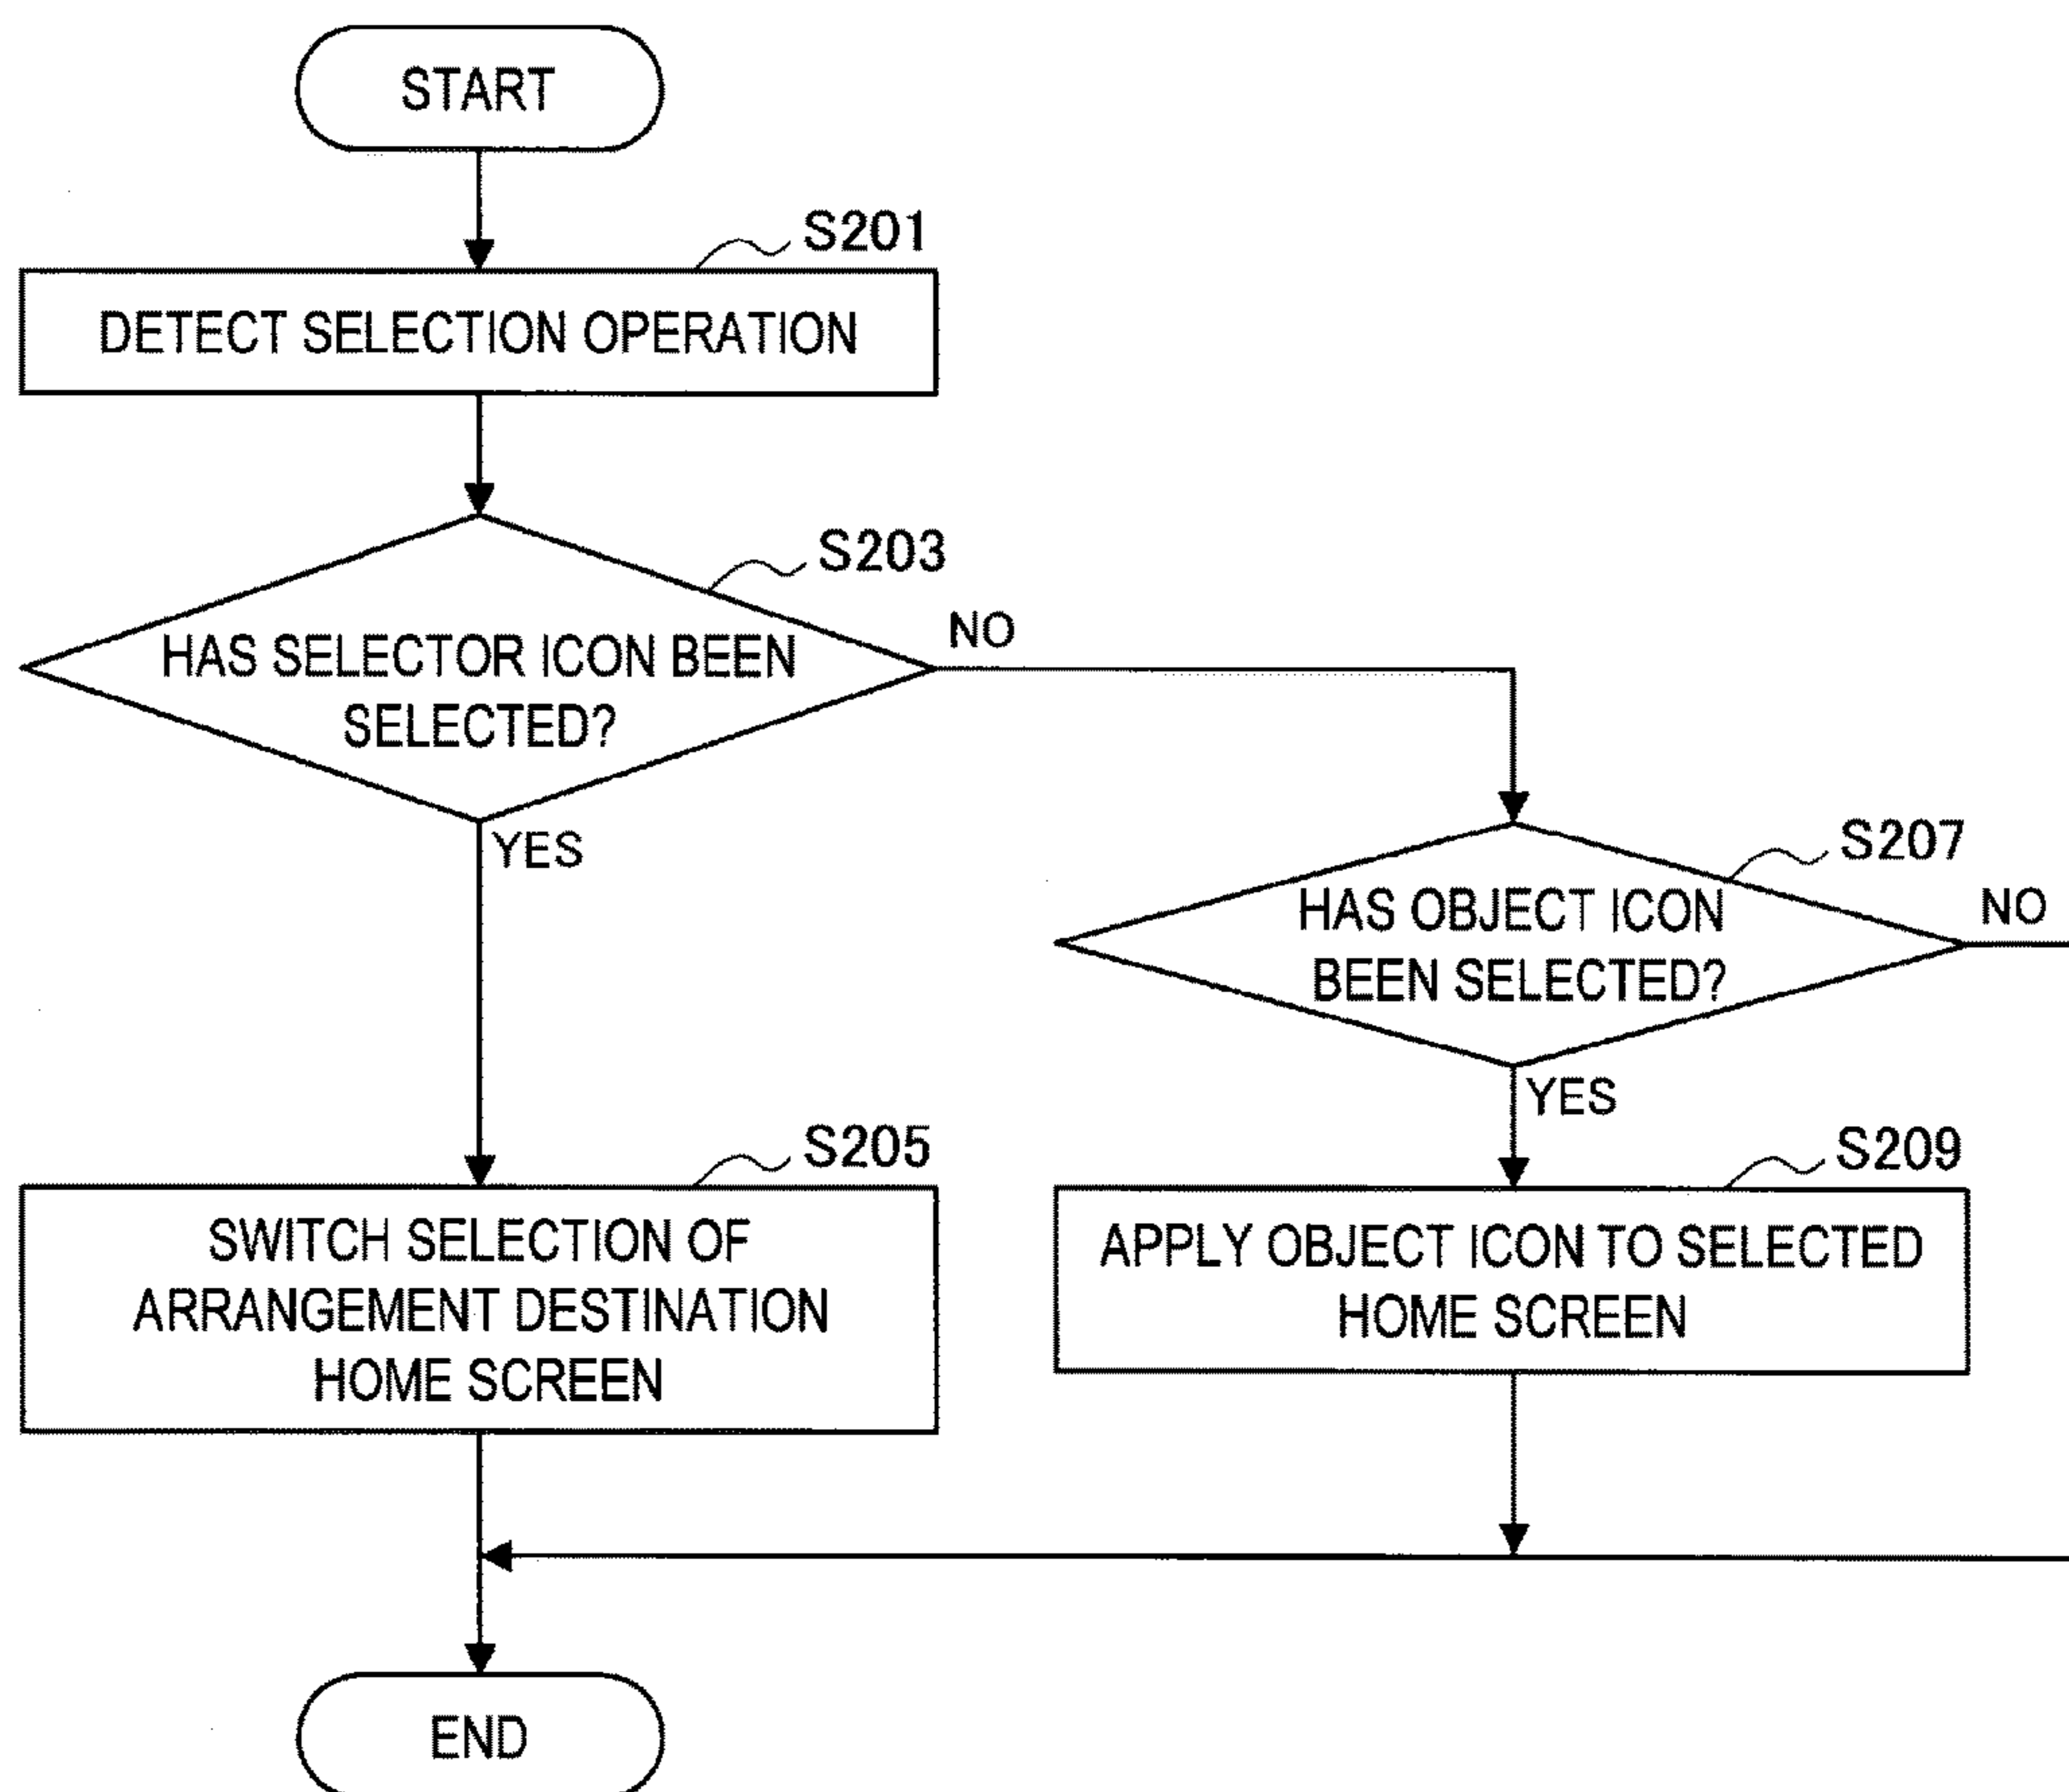 START
S201
DETECT SELECTION OPERATION
S203
HAS SELECTOR ICON BEEN
SELECTED?
NO
YES
S207
HAS OBJECT ICON
BEEN SELECTED?
NO
YES
S205
SWITCH SELECTION OF
ARRANGEMENT DESTINATION
HOME SCREEN
S209
APPLY OBJECT ICON TO SELECTED
HOME SCREEN
END